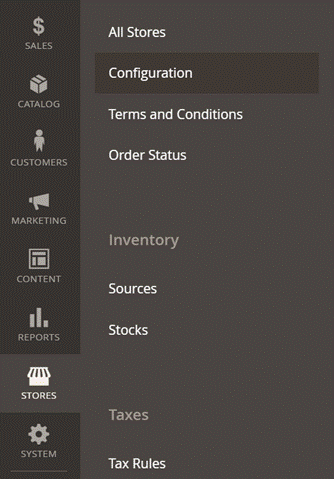 SALES
CATALOG
CUSTOMERS
MARKETING
CONTENT
REPORTS
STORES
SYSTEM
All Stores
Configuration
Terms and Conditions
Order Status
Inventory
Sources
Stocks
Taxes
Tax Rules